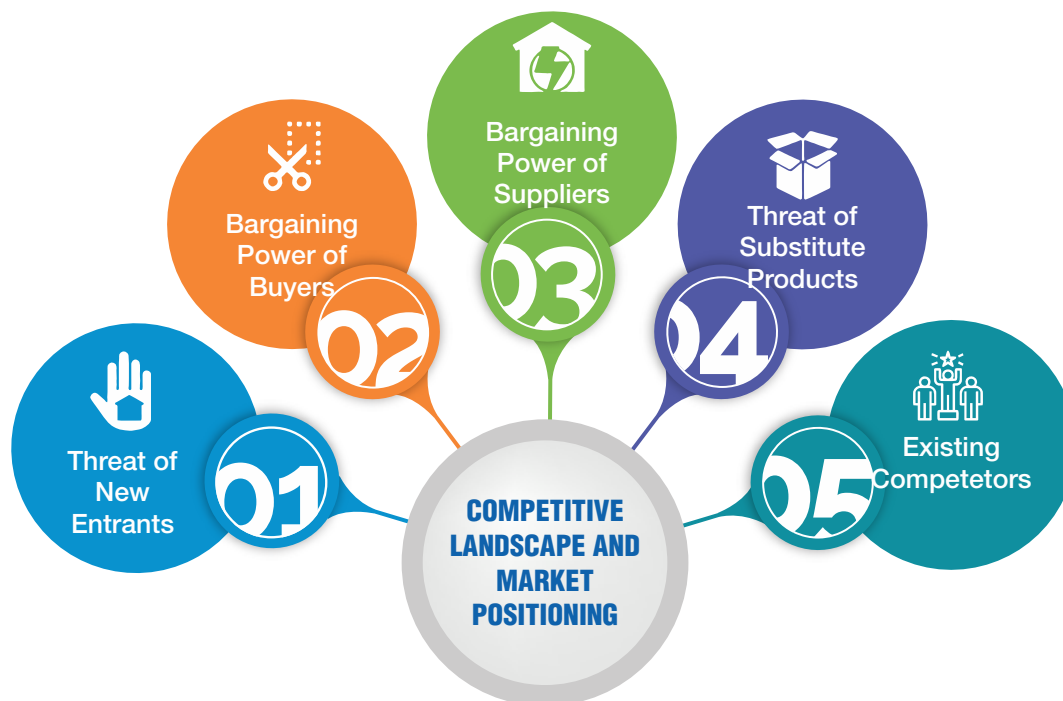 01
Threat of
New
Entrants
02
Bargaining
Power of
Buyers
03
Bargaining
Power of
Suppliers
04
Threat of
Substitute
Products
05
Existing
Competetors
COMPETITIVE
LANDSCAPE AND
MARKET
POSITIONING